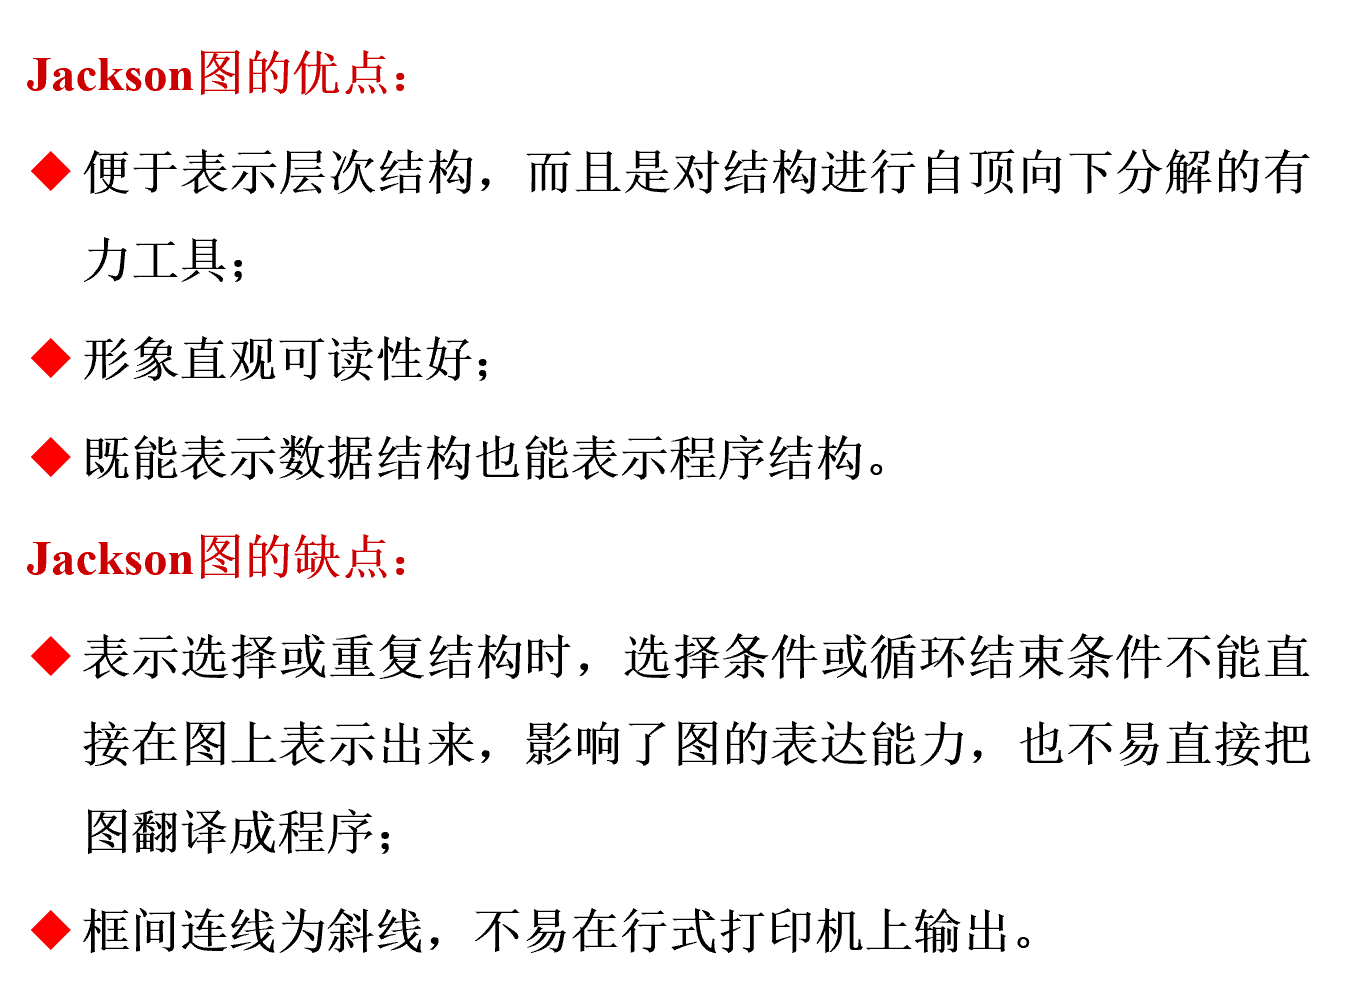 Jackson图的优点：
◆便于表示层次结构，而且是对结构进行自顶向下分解的有
力工具；
◆形象直观可读性好；
◆既能表示数据结构也能表示程序结构。
Jackson图的缺点：
◆表示选择或重复结构时，选择条件或循环结束条件不能直
接在图上表示出来，影响了图的表达能力，也不易直接把
图翻译成程序；
◆框间连线为斜线，不易在行式打印机上输出。